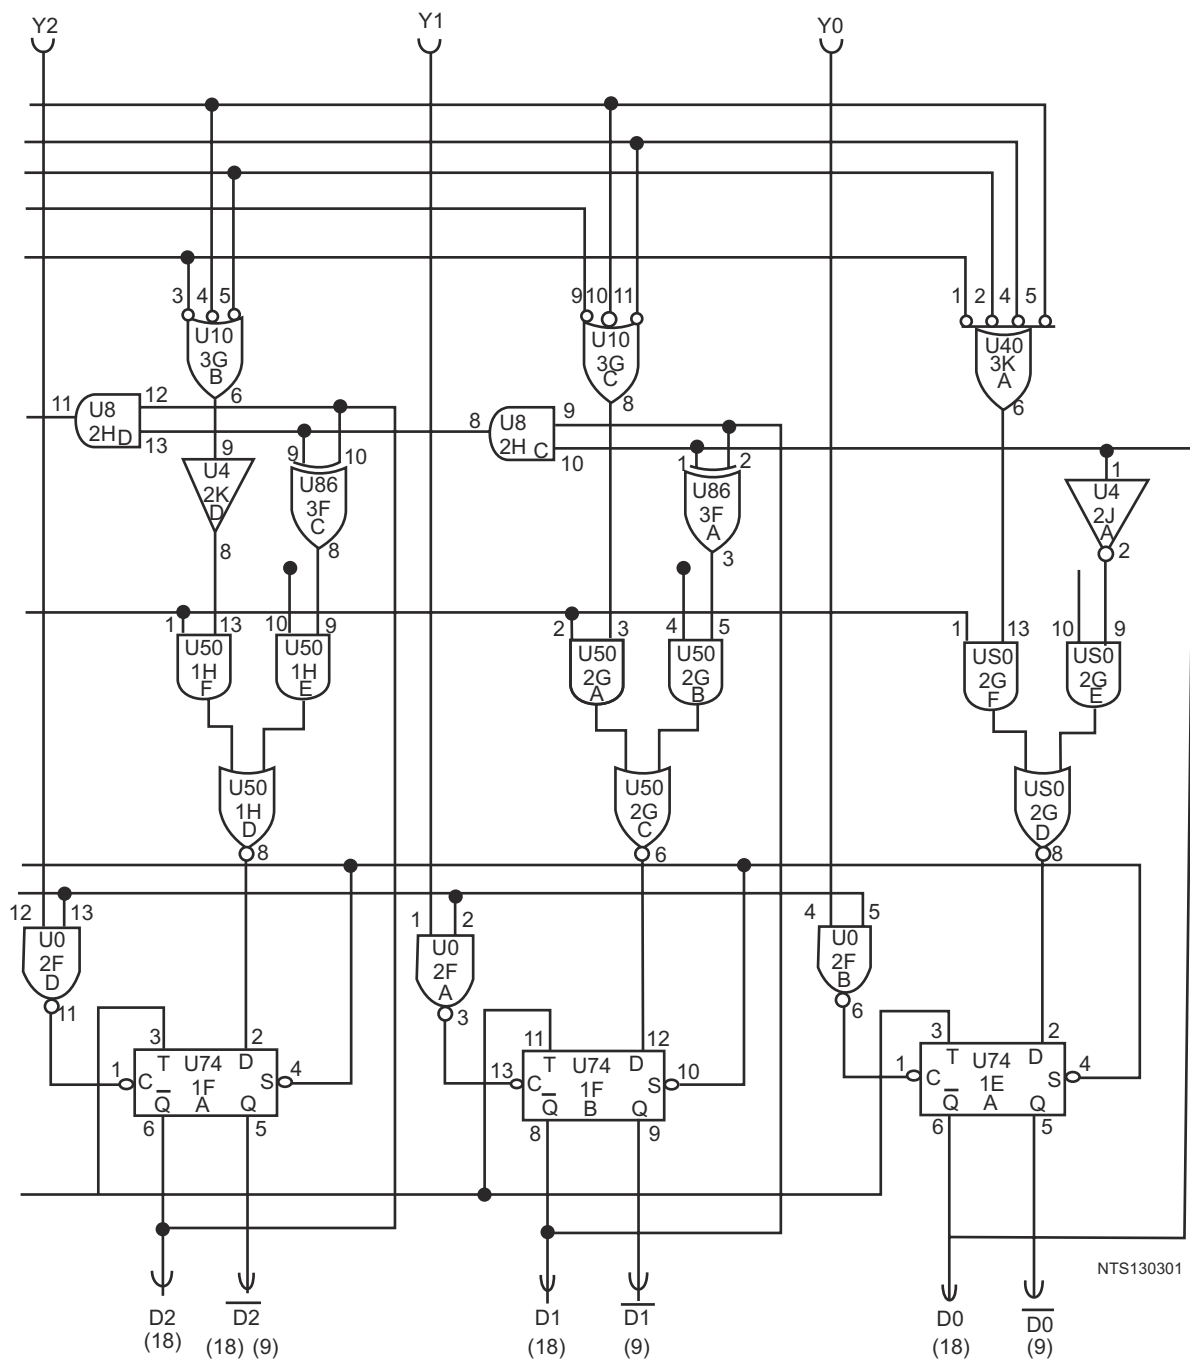 Y2
Y1
Y0
3 4 5
9 10 11
1 2 4 5
U10
3G
B
6
U10
3G
C
8
U40
3K
A
6
11
U8
2H D
12
13
8
U8
2H C
9
10
9
U4
2K
D
8
9 10
U86
3F
C
8
1 2
U86
3F
A
3
1
U4
2J
A
2
1 13
10 9
2 3
4 5
1 13
10 9
U50
1H
F
U50
1H
E
U50
2G
A
U50
2G
B
US0
2G
F
US0
2G
E
U50
1H
D
8
U50
2G
C
6
US0
2G
D
8
12 13
U0
2F
D
11
1 2
U0
2F
A
3
4 5
U0
2F
B
6
3 2
1 4
T U74 D
C 1F S
Q A Q
6 5
11 12
13 10
T U74 D
C 1F S
Q B Q
8 9
3 2
1 4
T U74 D
C 1E S
Q A Q
6 5
NTS130301
D2
(18)
D2
(18) (9)
D1
(18)
D1
(9)
D0
(18)
D0
(9)